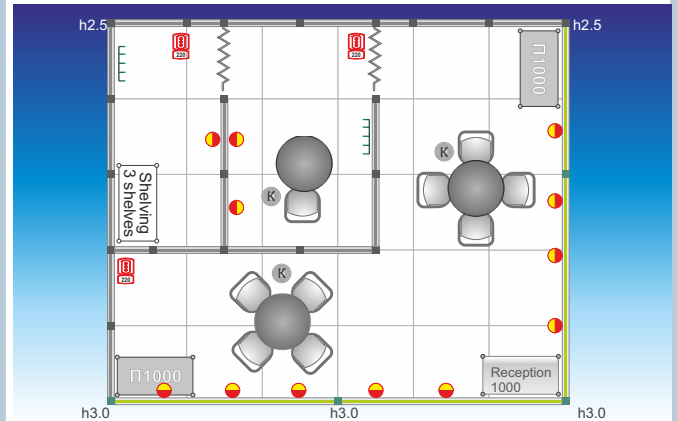 h2.5
h2.5
220
220
П1000
К
К
Shelving
3 shelves
220
К
П1000
Reception
1000
h3.0
h3.0
h3.0